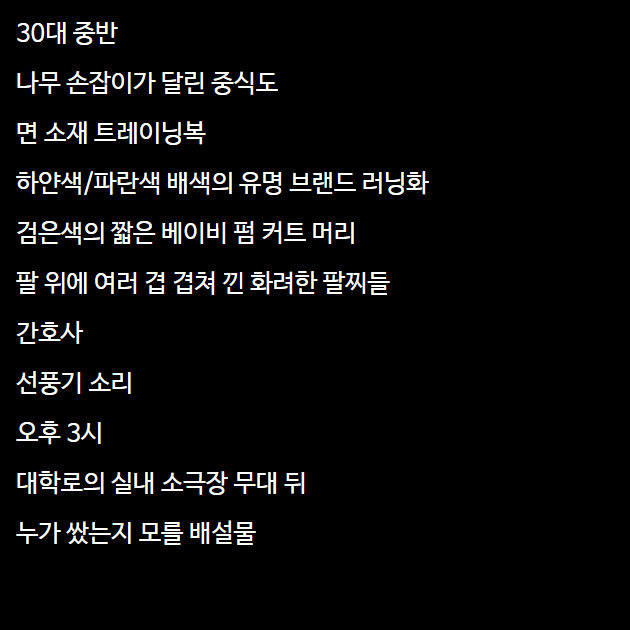 30대 중반
나무 손잡이가 달린 중식도
면 소재 트레이닝복
하얀색/파란색 배색의 유명 브랜드 러닝화
검은색의 짧은 베이비 펌 커트 머리
팔 위에 여러 겹 겹쳐 낀 화려한 팔찌들
간호사
선풍기 소리
오후 3시
대학로의 실내 소극장 무대 뒤
누가 쌌는지 모를 배설물